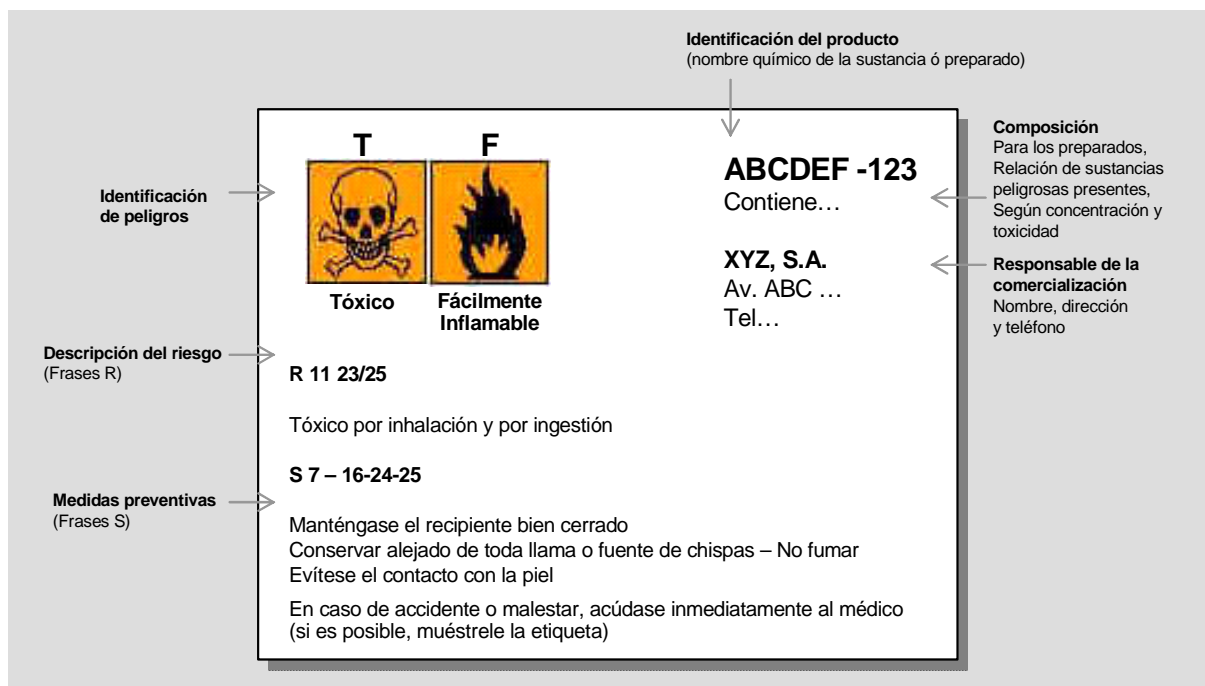 Identificación del producto
(nombre químico de la sustancia ó preparado)
Identificación
de peligros
T
F
Tóxico
Fácilmente
Inflamable
ABCDEF -123
Contiene…
XYZ, S.A.
Av. ABC …
Tel…
Composición
Para los preparados,
Relación de sustancias
peligrosas presentes,
Según concentración y
toxicidad
Responsable de la
comercialización
Nombre, dirección
y teléfono
Descripción del riesgo
(Frases R)
R 11 23/25
Tóxico por inhalación y por ingestión
S 7 – 16-24-25
Medidas preventivas
(Frases S)
Manténgase el recipiente bien cerrado
Conservar alejado de toda llama o fuente de chispas – No fumar
Evítese el contacto con la piel
En caso de accidente o malestar, acúdase inmediatamente al médico
(si es posible, muéstrele la etiqueta)